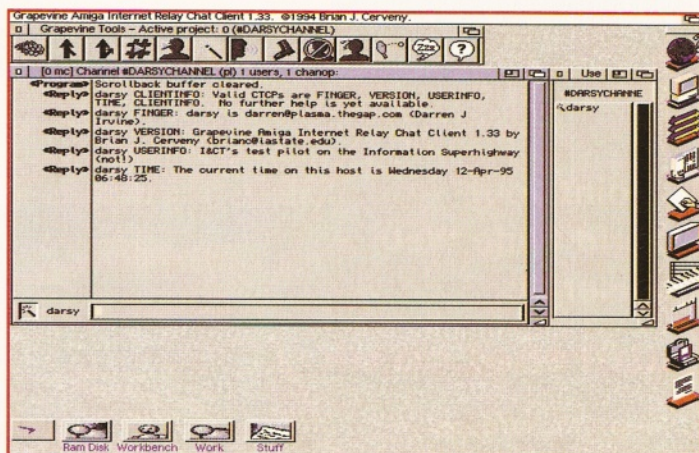 Grapevine Amiga Internet Relay Chat Client 1.33. ©1994 Brian J. Cerveny.
Grapevine Tools – Active project: 0 (#DARSYCHANNEL)
Zzz
?
[0 mc] Channel #DARSYCHANNEL (pl) 1 users, 1 chanop:
Use
<Program> Scrollback buffer cleared.
<Reply> darsy CLIENTINFO: Valid CTCPs are FINGER, VERSION, USERINFO,
TIME, CLIENTINFO. No further help is yet available.
<Reply> darsy FINGER: darsy is darren@plasma.thegap.com (Darren J
Irvine).
<Reply> darsy VERSION: Grapevine Amiga Internet Relay Chat Client 1.33 by
Brian J. Cerveny (brianc@iastate.edu).
<Reply> darsy USERINFO: I&CT's test pilot on the Information Superhighway
(not!)
<Reply> darsy TIME: The current time on this host is Wednesday 12-Apr-95
06:48:25.
#DARSYCHANNE
darsy
darsy
Ram Disk
Workbench
Work
Stuff